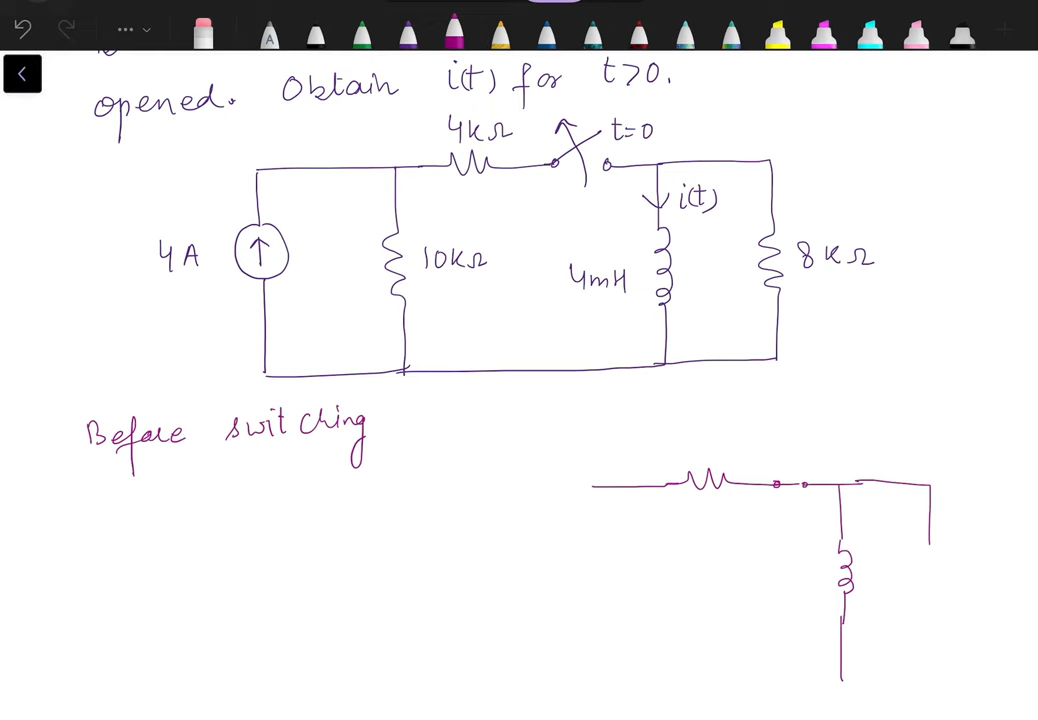 opened. Obtain i(t) for t>0.
4KΩ
t=0
i(t)
4A
10KΩ
4mH
8KΩ
Before switching